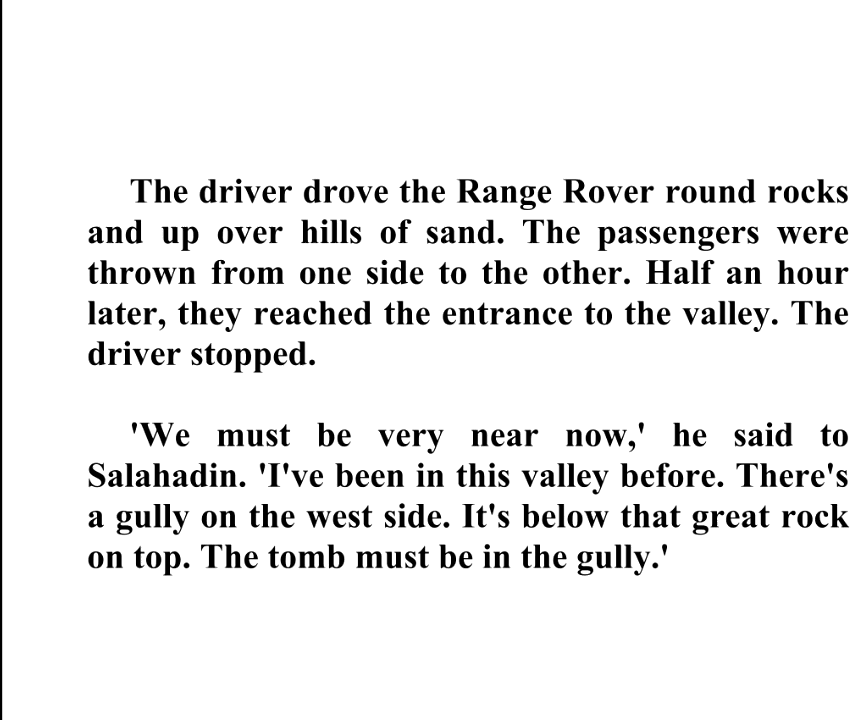 The driver drove the Range Rover round rocks
and up over hills of sand. The passengers were
thrown from one side to the other. Half an hour
later, they reached the entrance to the valley. The
driver stopped.
'We must be very near now,' he said to
Salahadin. 'I've been in this valley before. There's
a gully on the west side. It's below that great rock
on top. The tomb must be in the gully.'